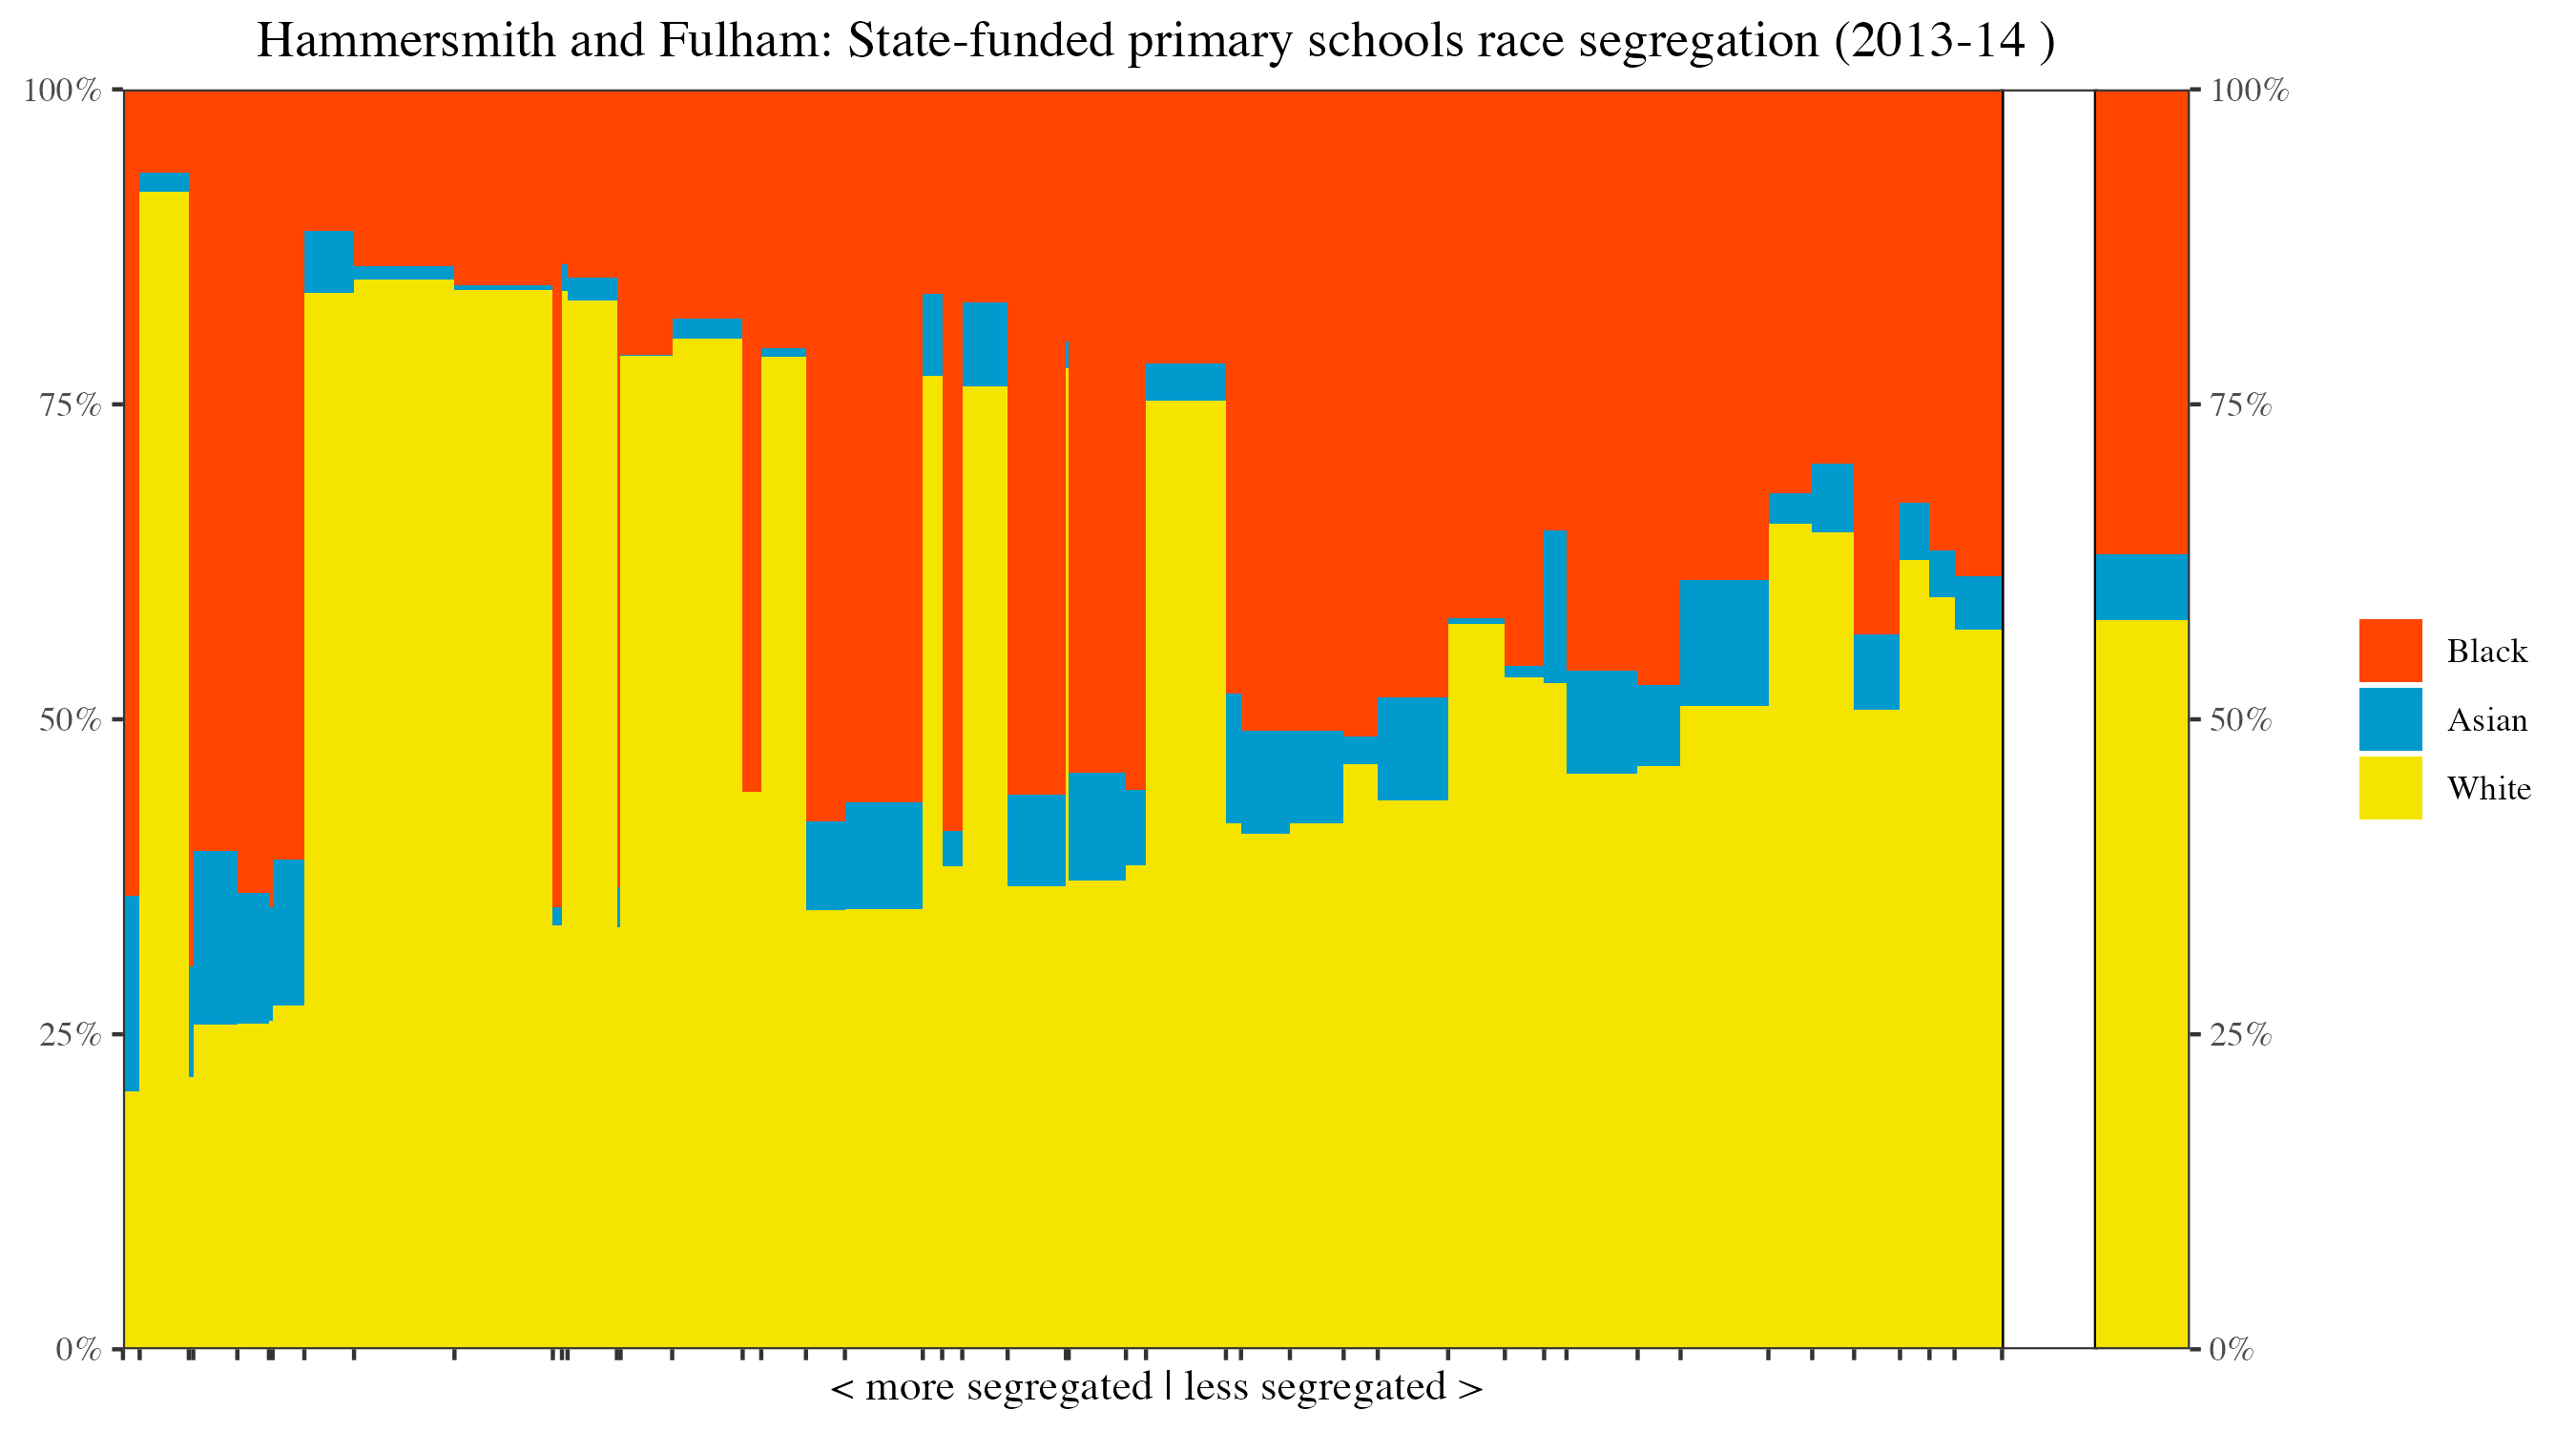 Hammersmith and Fulham: State-funded primary schools race segregation (2013-14 )
100%
75%
50%
25%
0%
100%
75%
50%
25%
0%
Black
Asian
White
< more segregated | less segregated >